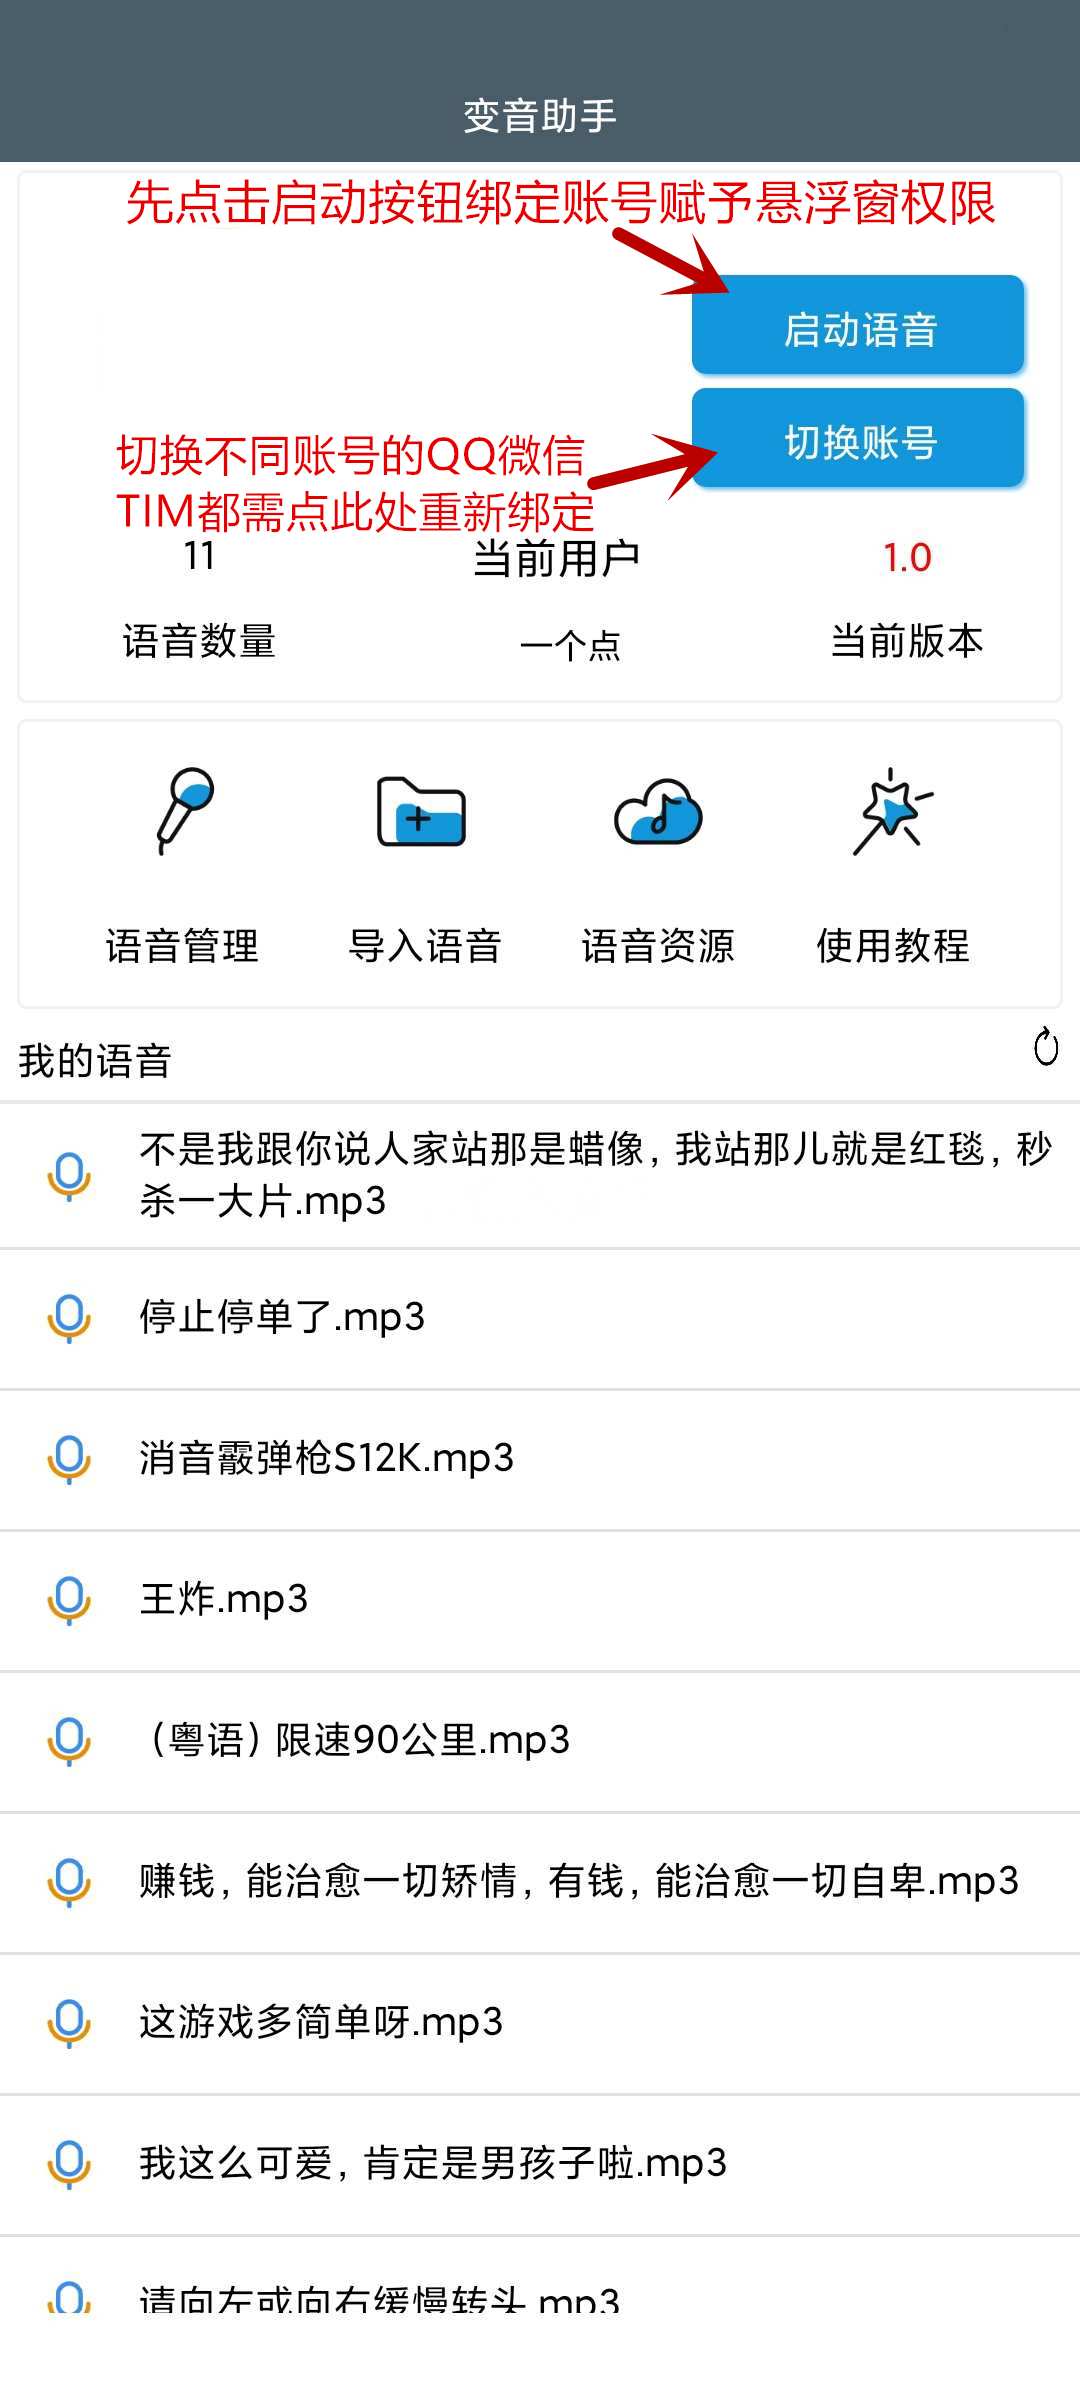 变音助手
先点击启动按钮绑定账号赋予悬浮窗权限
启动语音
切换账号
切换不同账号的QQ微信
TIM都需点此处重新绑定
11
当前用户
1.0
语音数量
一个点
当前版本
语音管理
导入语音
语音资源
使用教程
我的语音
不是我跟你说人家站那是蜡像，我站那儿就是红毯，秒
杀一大片.mp3
停止停单了.mp3
消音霰弹枪S12K.mp3
王炸.mp3
（粤语）限速90公里.mp3
赚钱，能治愈一切矫情，有钱，能治愈一切自卑.mp3
这游戏多简单呀.mp3
我这么可爱，肯定是男孩子啦.mp3
请向左或向右缓慢转头.mp3